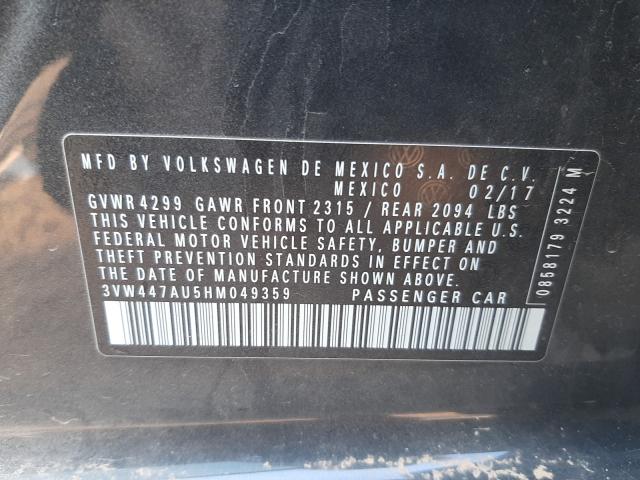 MFD BY VOLKSWAGEN DE MEXICO S.A. DE C.V.
MEXICO 02/17
GVWR 4299 GAWR FRONT 2315 / REAR 2094 LBS
THIS VEHICLE CONFORMS TO ALL APPLICABLE U.S.
FEDERAL MOTOR VEHICLE SAFETY, BUMPER AND
THEFT PREVENTION STANDARDS IN EFFECT ON
THE DATE OF MANUFACTURE SHOWN ABOVE.
3VW447AU5HM049359 PASSENGER CAR
0858179 3224 M